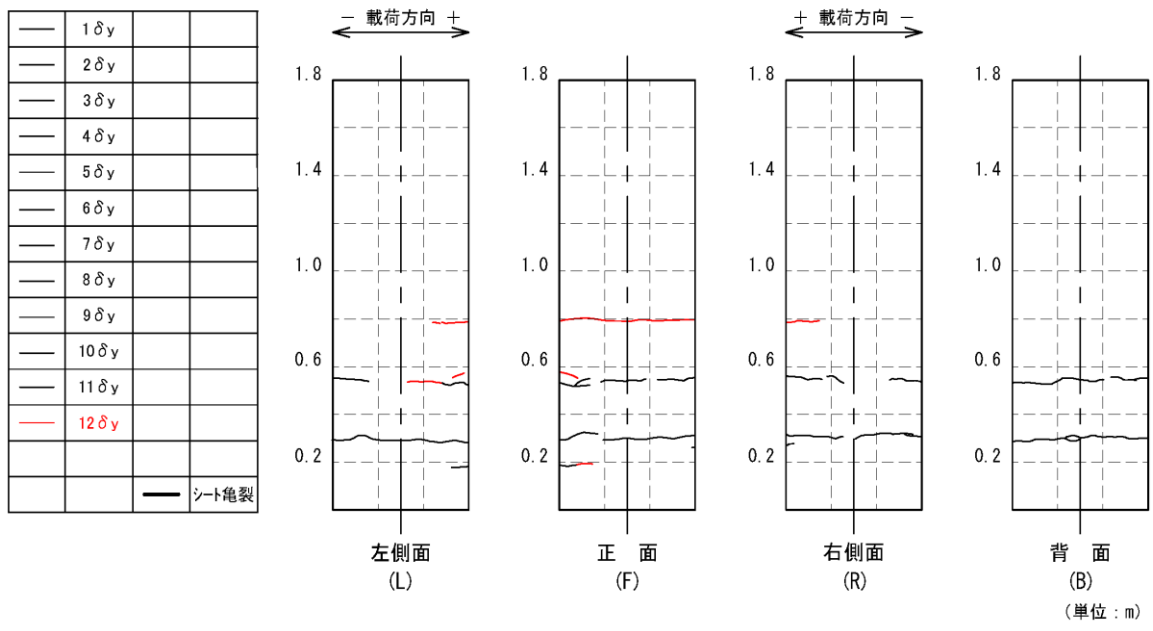 1δy
2δy
3δy
4δy
5δy
6δy
7δy
8δy
9δy
10δy
11δy
12δy
シート亀裂
− 載荷方向 +
1.8
1.4
1.0
0.6
0.2
左側面
(L)
1.8
1.4
1.0
0.6
0.2
正 面
(F)
+ 載荷方向 −
1.8
1.4
1.0
0.6
0.2
右側面
(R)
1.8
1.4
1.0
0.6
0.2
背 面
(B)
(単位:m)